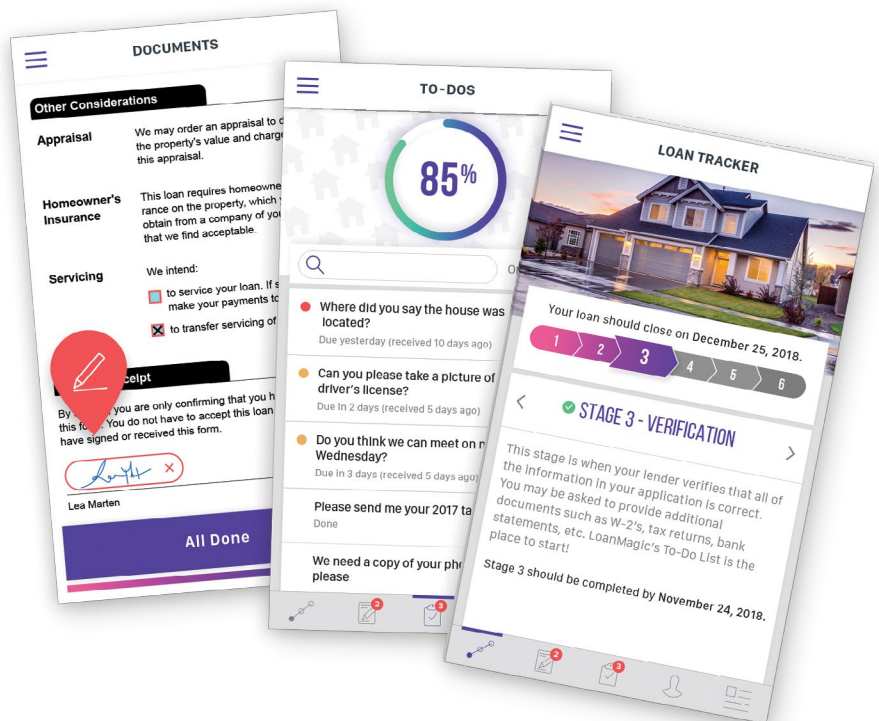 DOCUMENTS
Other Considerations
Appraisal
We may order an appraisal to
the property's value and charge
this appraisal.
Homeowner's
Insurance
This loan requires
rance on the property, which
obtain from a company of
that we find acceptable.
Servicing
We intend:
to service your loan. If
make your payments to
to transfer servicing of
By
you are only confirming that you
this
You do not have to accept this loan
have signed or received this form.
Lea Marten
All Done
TO-DOS
85%
Where did you say the house was
located?
Due yesterday (received 10 days ago)
Can you please take a picture of
driver's license?
Due in 2 days (received 5 days ago)
Do you think we can meet on
Wednesday?
Due in 3 days (received 5 days ago)
Please send me your 2017
Done
We need a copy of your
please
2
3
LOAN TRACKER
Your loan should close on December 25, 2018.
1 2 3 4 5 6
STAGE 3 - VERIFICATION
This stage is when your lender verifies that all of
the information in your application is correct.
You may be asked to provide additional
documents such as W-2's, tax returns, bank
statements, etc. LoanMagic's To-Do List is the
place to start!
Stage 3 should be completed by November 24, 2018.
2
3